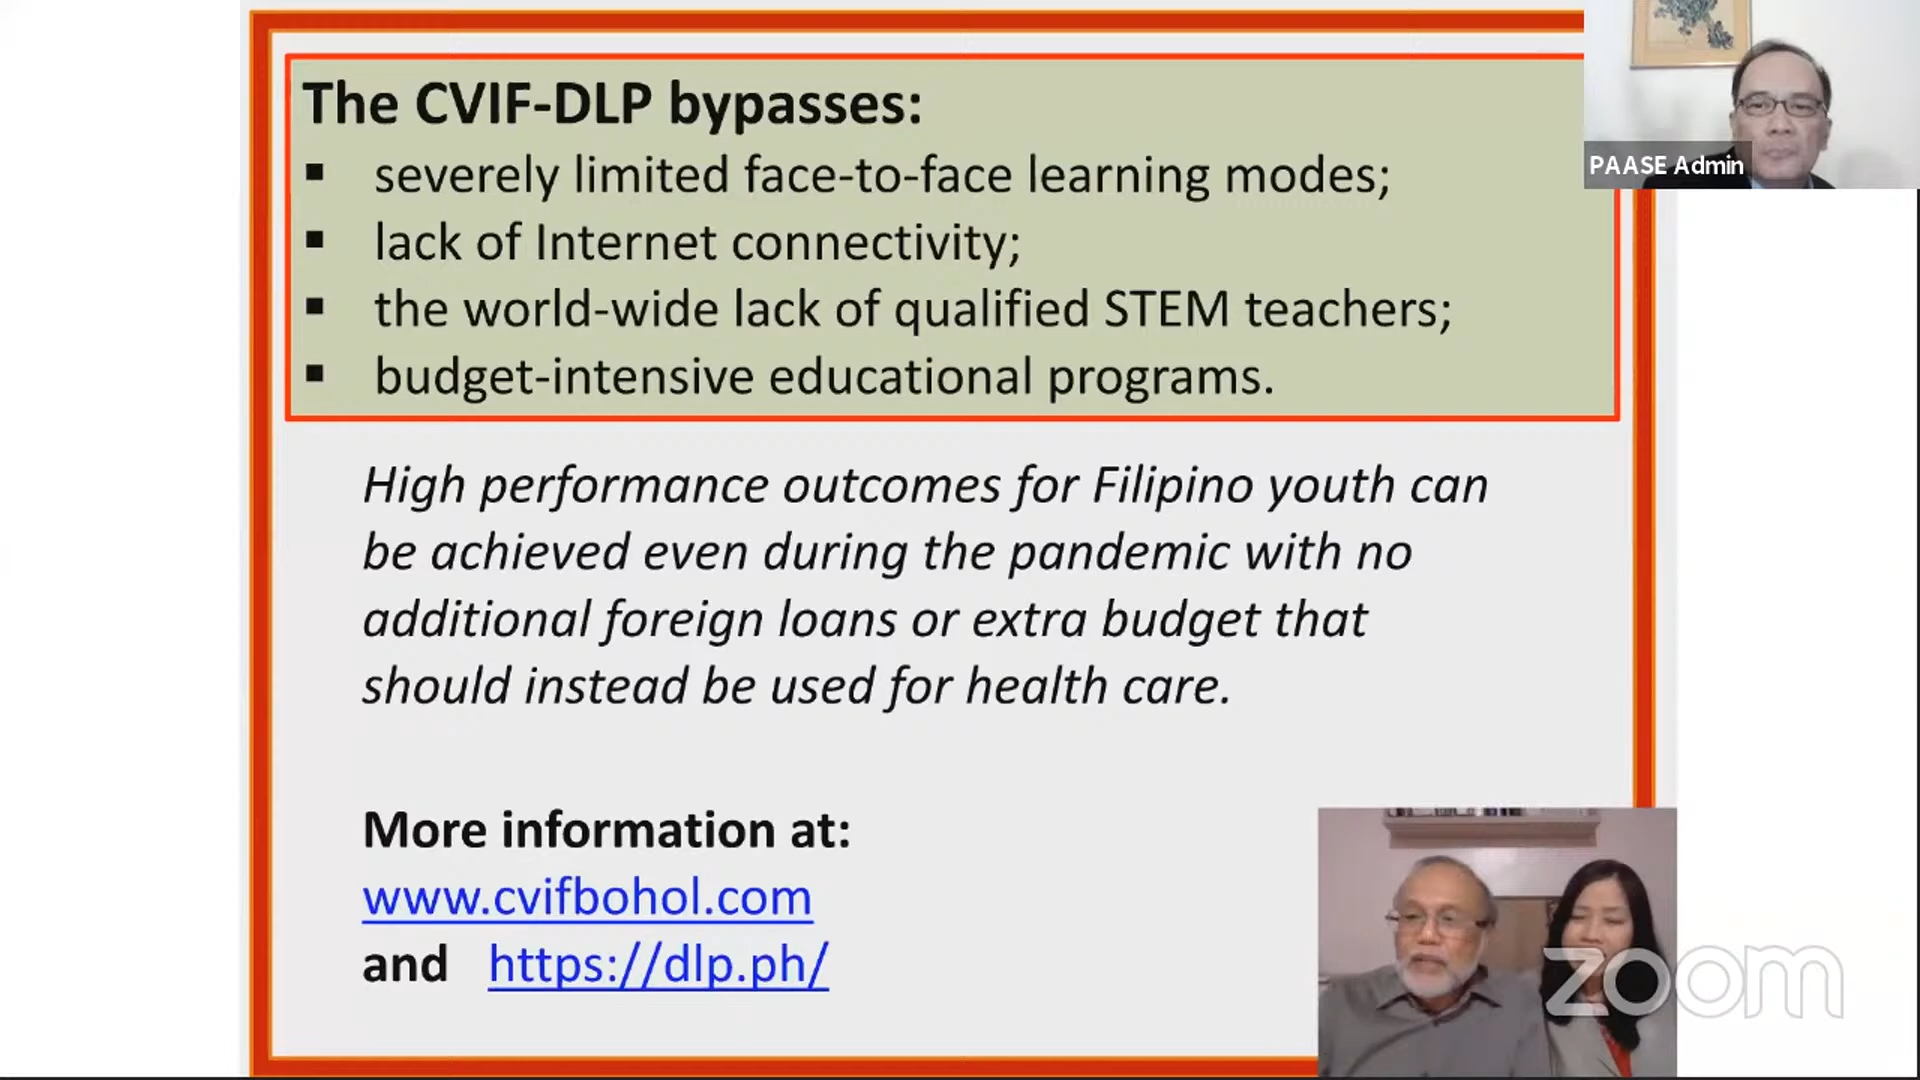 The CVIF-DLP bypasses:
▪ severely limited face-to-face learning modes;
▪ lack of Internet connectivity;
▪ the world-wide lack of qualified STEM teachers;
▪ budget-intensive educational programs.
High performance outcomes for Filipino youth can
be achieved even during the pandemic with no
additional foreign loans or extra budget that
should instead be used for health care.
More information at:
www.cvifbohol.com
and https://dlp.ph/
PAASE Admin
zoom